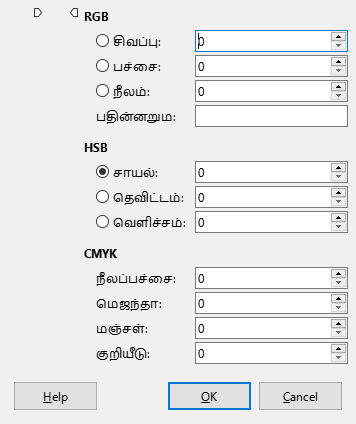 RGB
சிவப்பு: 0
பச்சை: 0
நீலம்: 0
பதின்னறும:
HSB
சாயல்: 0
தெவிட்டம்: 0
வெளிச்சம்: 0
CMYK
நீலப்பச்சை: 0
மெஜந்தா: 0
மஞ்சள்: 0
குறியீடு: 0
Help OK Cancel